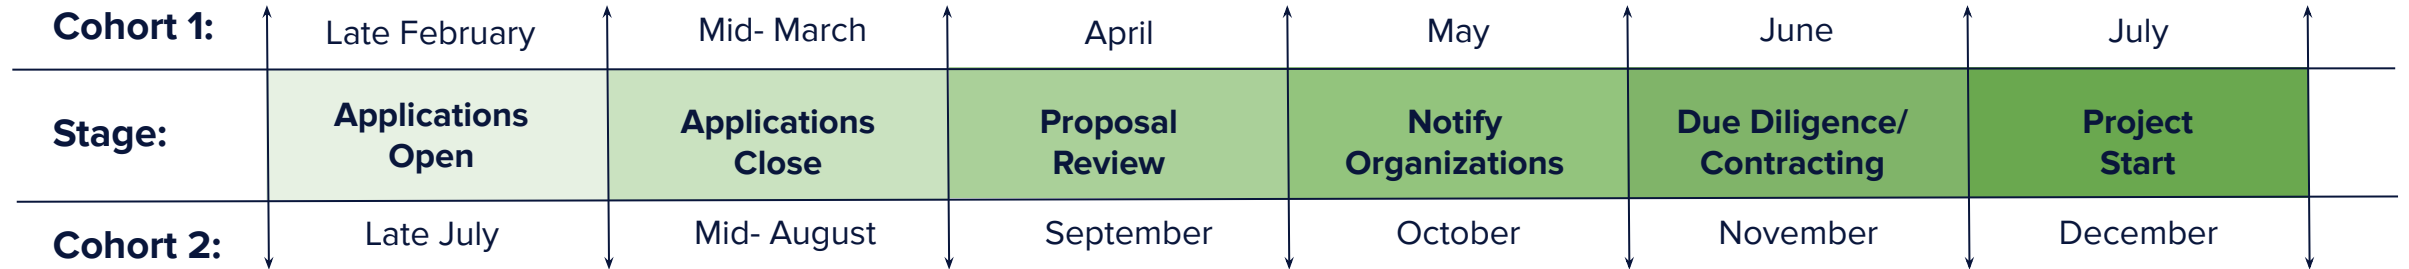 Cohort 1: Late February Mid- March April May June July
Stage: Applications Open Applications Close Proposal Review Notify Organizations Due Diligence/ Contracting Project Start
Cohort 2: Late July Mid- August September October November December